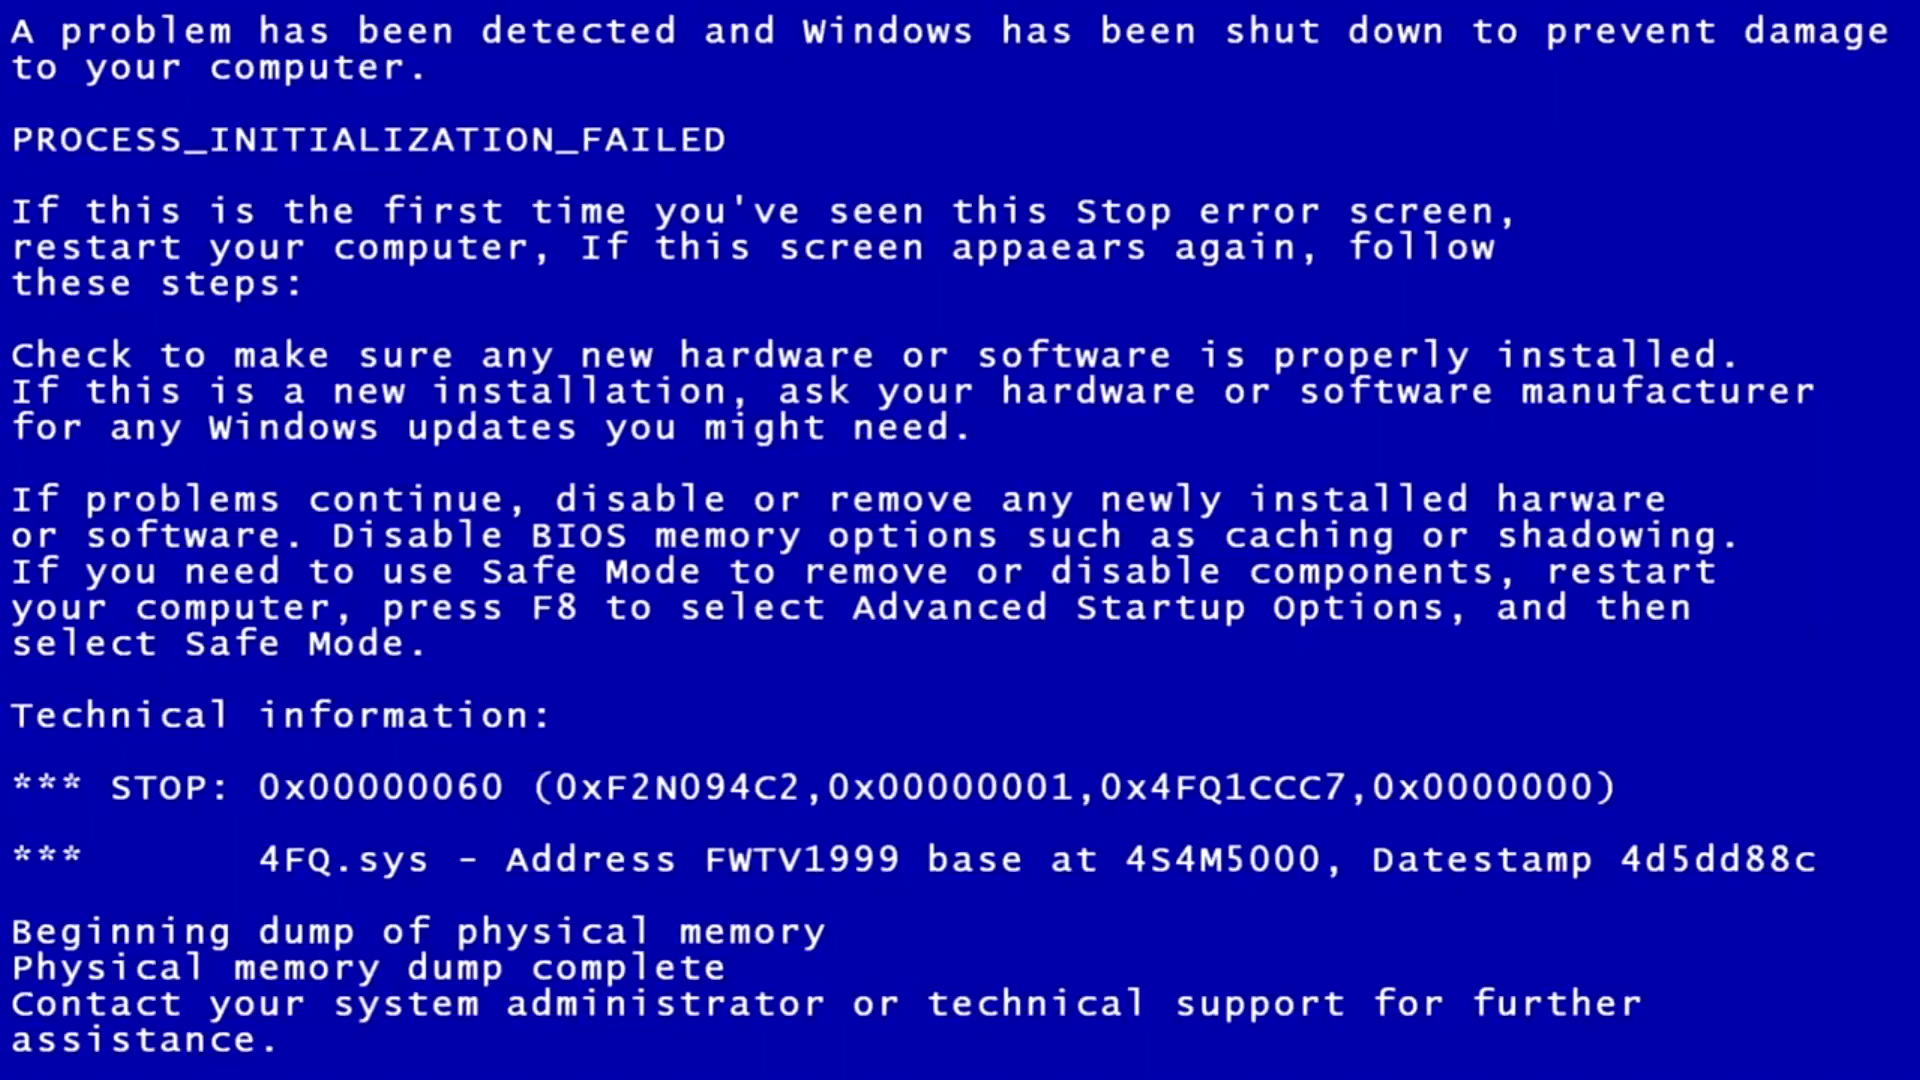 A problem has been detected and Windows has been shut down to prevent damage
to your computer.
PROCESS_INITIALIZATION_FAILED
If this is the first time you've seen this Stop error screen,
restart your computer, If this screen appaears again, follow
these steps:
Check to make sure any new hardware or software is properly installed.
If this is a new installation, ask your hardware or software manufacturer
for any Windows updates you might need.
If problems continue, disable or remove any newly installed harware
or software. Disable BIOS memory options such as caching or shadowing.
If you need to use Safe Mode to remove or disable components, restart
your computer, press F8 to select Advanced Startup Options, and then
select Safe Mode.
Technical information:
*** STOP: 0x00000060 (0xF2N094C2,0x00000001,0x4FQ1CCC7,0x0000000)
*** 4FQ.sys – Address FWTV1999 base at 4S4M5000, Datestamp 4d5dd88c
Beginning dump of physical memory
Physical memory dump complete
Contact your system administrator or technical support for further
assistance.